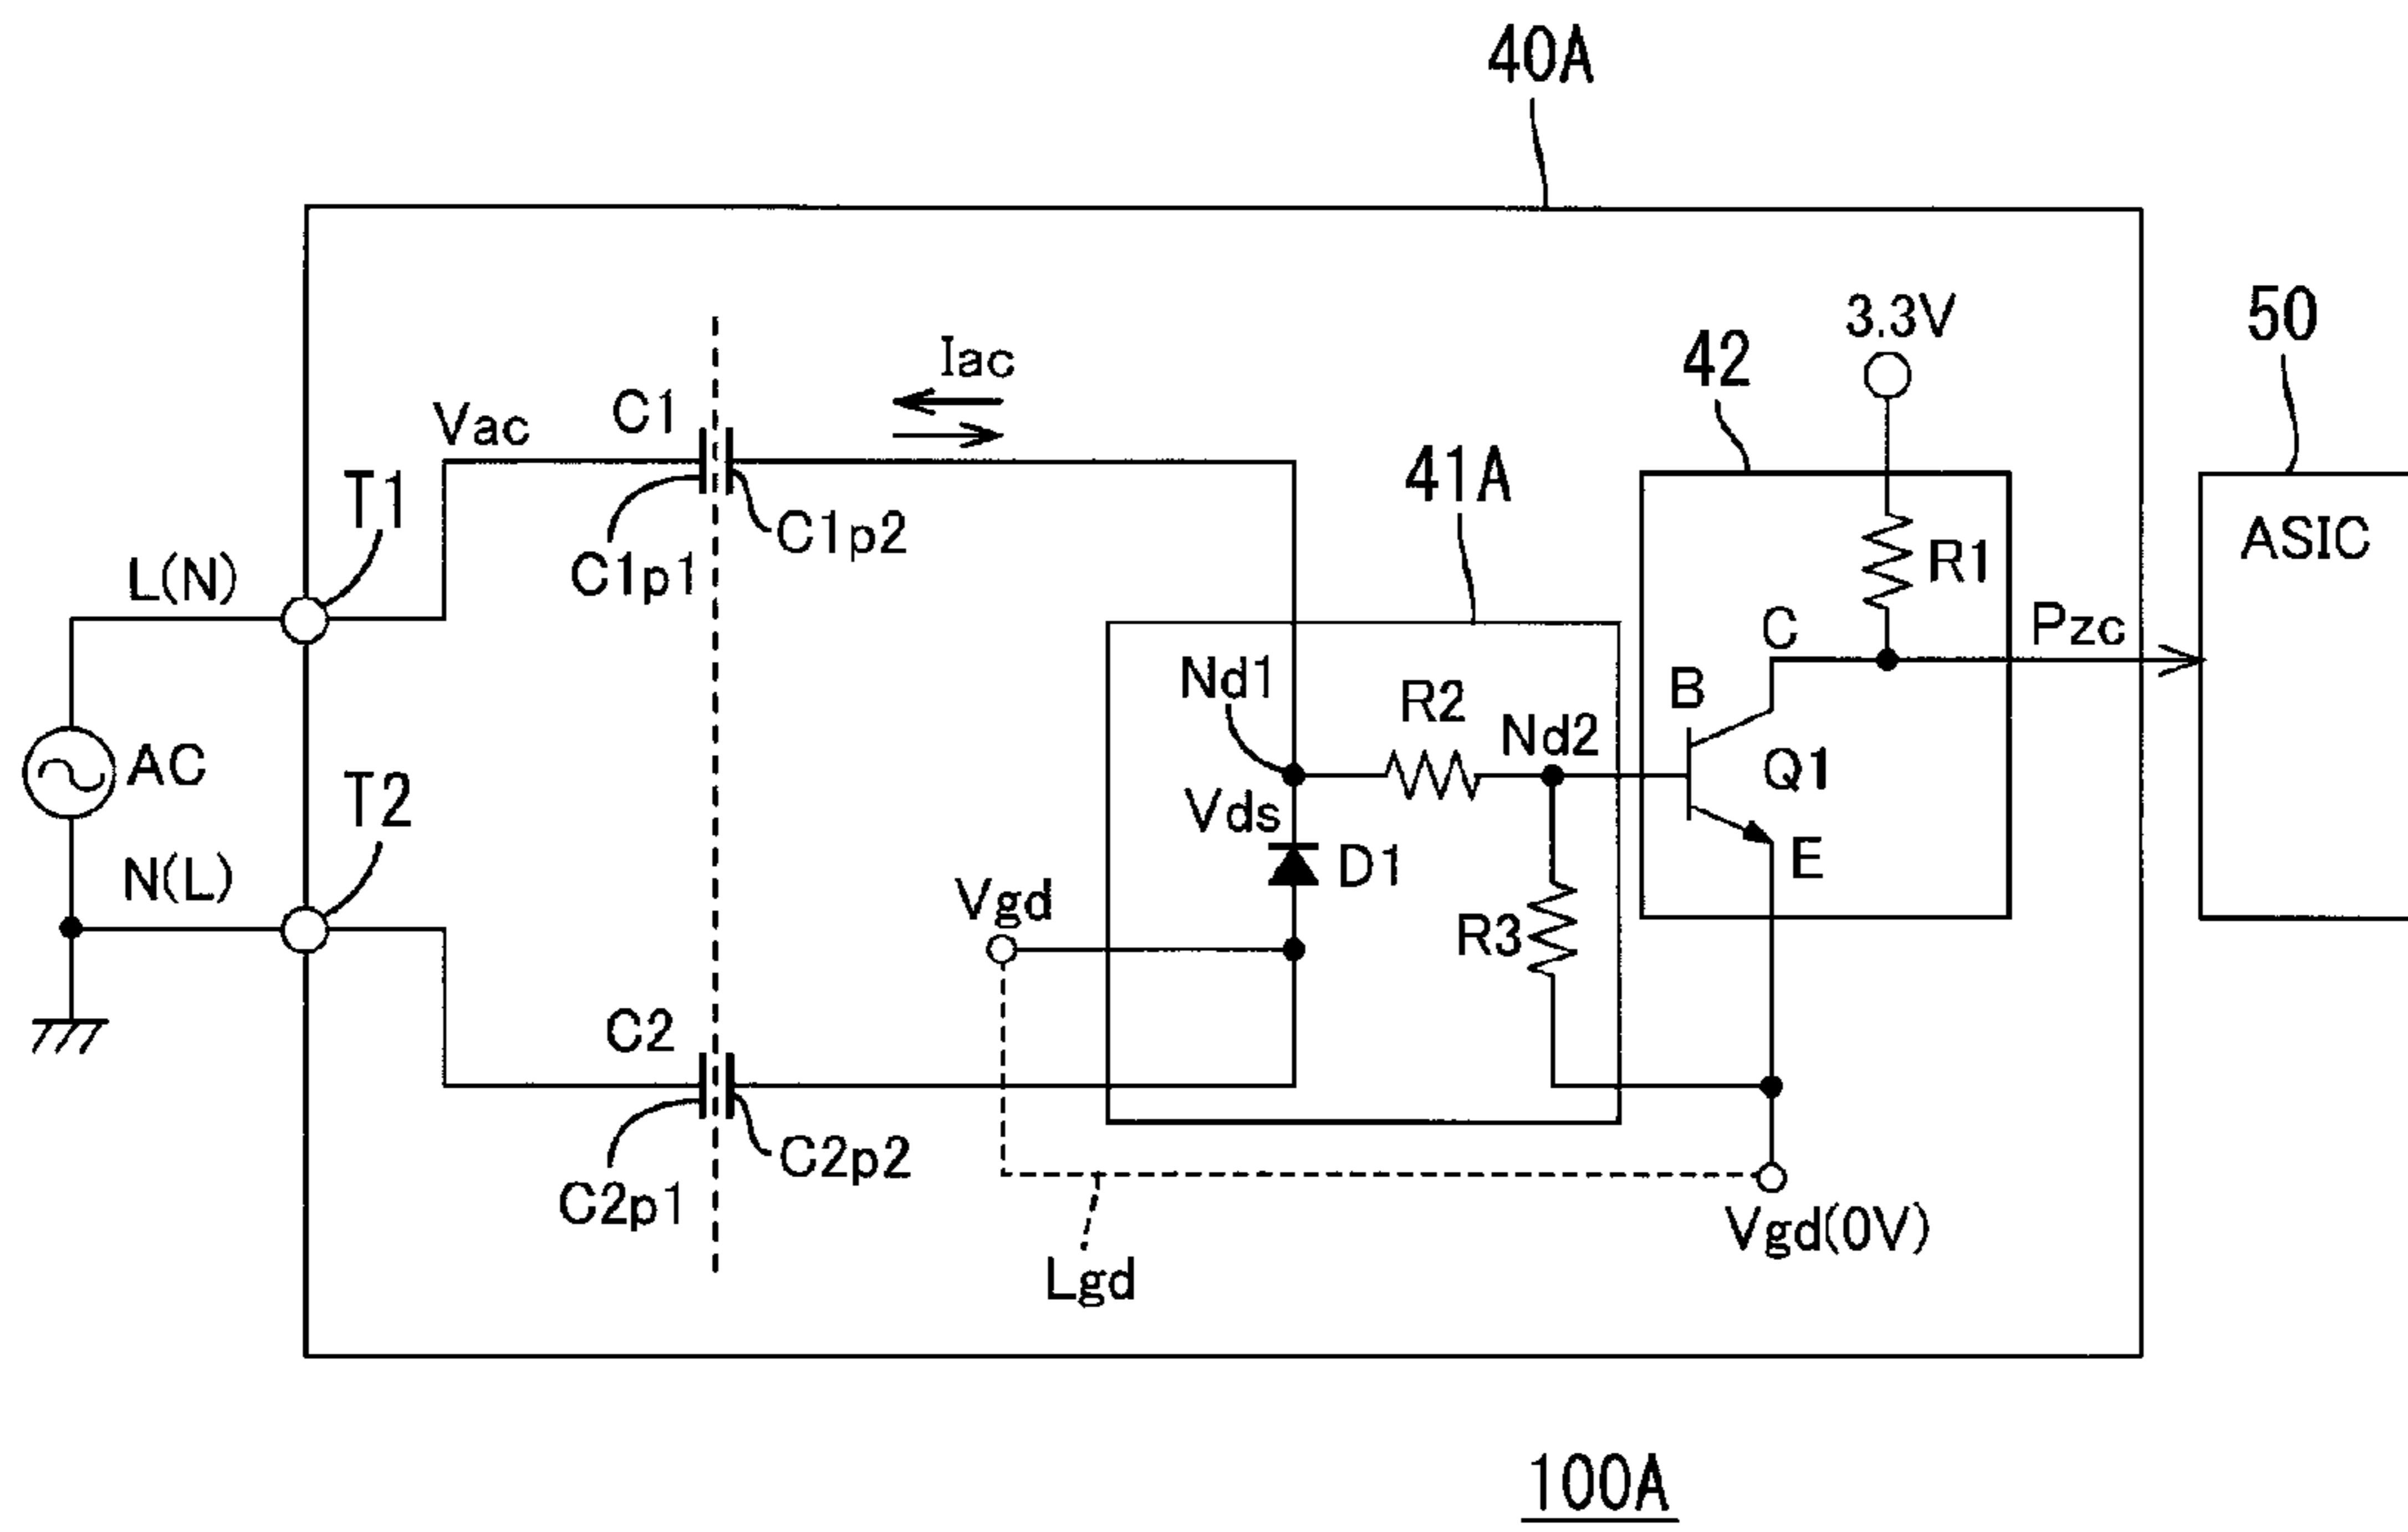 40A
3.3V
50
42
Iac
C1
Vac
41A
T1
C1p2
C1p1
ASIC
R1
L(N)
Pzc
C
Nd1
B
R2
Nd2
AC
Q1
T2
Vds
E
D1
N(L)
Vgd
R3
C2
C2p2
C2p1
Vgd(0V)
Lgd
100A